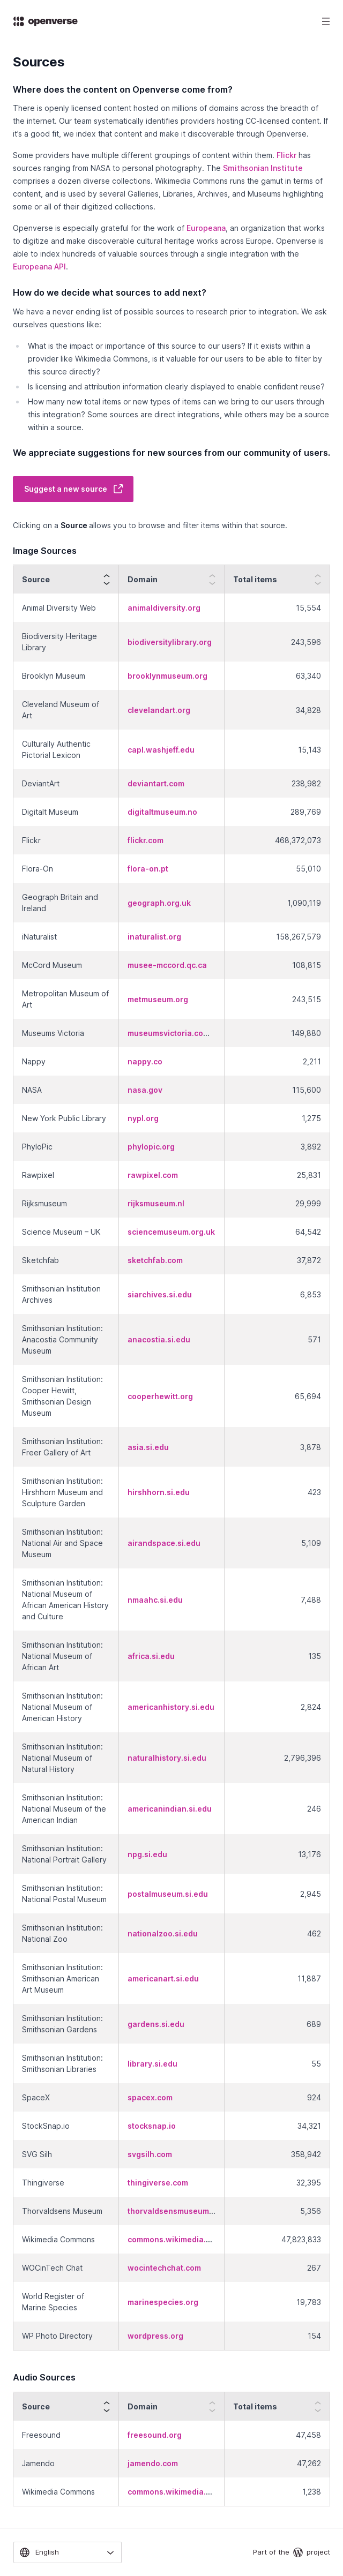 openverse
Sources
Where does the content on Openverse come from?
There is openly licensed content hosted on millions of domains across the breadth of
the internet. Our team systematically identifies providers hosting CC-licensed content. If
it's a good fit, we index that content and make it discoverable through Openverse.
Some providers have multiple different groupings of content within them. Flickr has
sources ranging from NASA to personal photography. The Smithsonian Institute
comprises a dozen diverse collections. Wikimedia Commons runs the gamut in terms of
content, and is used by several Galleries, Libraries, Archives, and Museums highlighting
some or all of their digitized collections.
Openverse is especially grateful for the work of Europeana, an organization that works
to digitize and make discoverable cultural heritage works across Europe. Openverse is
able to index hundreds of valuable sources through a single integration with the
Europeana API.
How do we decide what sources to add next?
We have a never ending list of possible sources to research prior to integration. We ask
ourselves questions like:
What is the impact or importance of this source to our users? If it exists within a
provider like Wikimedia Commons, is it valuable for our users to be able to filter by
this source directly?
Is licensing and attribution information clearly displayed to enable confident reuse?
How many new total items or new types of items can we bring to our users through
this integration? Some sources are direct integrations, while others may be a source
within a source.
We appreciate suggestions for new sources from our community of users.
Suggest a new source
Clicking on a Source allows you to browse and filter items within that source.
Image Sources
Source Domain Total items
Animal Diversity Web animaldiversity.org 15,554
Biodiversity Heritage
Library biodiversitylibrary.org 243,596
Brooklyn Museum brooklynmuseum.org 63,340
Cleveland Museum of
Art clevelandart.org 34,828
Culturally Authentic
Pictorial Lexicon capl.washjeff.edu 15,143
DeviantArt deviantart.com 238,982
Digitalt Museum digitaltmuseum.no 289,769
Flickr flickr.com 468,372,073
Flora-On flora-on.pt 55,010
Geograph Britain and
Ireland geograph.org.uk 1,090,119
iNaturalist inaturalist.org 158,267,579
McCord Museum musee-mccord.qc.ca 108,815
Metropolitan Museum of
Art metmuseum.org 243,515
Museums Victoria museumsvictoria.co... 149,880
Nappy nappy.co 2,211
NASA nasa.gov 115,600
New York Public Library nypl.org 1,275
PhyloPic phylopic.org 3,892
Rawpixel rawpixel.com 25,831
Rijksmuseum rijksmuseum.nl 29,999
Science Museum – UK sciencemuseum.org.uk 64,542
Sketchfab sketchfab.com 37,872
Smithsonian Institution
Archives siarchives.si.edu 6,853
Smithsonian Institution:
Anacostia Community
Museum anacostia.si.edu 571
Smithsonian Institution:
Cooper Hewitt,
Smithsonian Design
Museum cooperhewitt.org 65,694
Smithsonian Institution:
Freer Gallery of Art asia.si.edu 3,878
Smithsonian Institution:
Hirshhorn Museum and
Sculpture Garden hirshhorn.si.edu 423
Smithsonian Institution:
National Air and Space
Museum airandspace.si.edu 5,109
Smithsonian Institution:
National Museum of
African American History
and Culture nmaahc.si.edu 7,488
Smithsonian Institution:
National Museum of
African Art africa.si.edu 135
Smithsonian Institution:
National Museum of
American History americanhistory.si.edu 2,824
Smithsonian Institution:
National Museum of
Natural History naturalhistory.si.edu 2,796,396
Smithsonian Institution:
National Museum of the
American Indian americanindian.si.edu 246
Smithsonian Institution:
National Portrait Gallery npg.si.edu 13,176
Smithsonian Institution:
National Postal Museum postalmuseum.si.edu 2,945
Smithsonian Institution:
National Zoo nationalzoo.si.edu 462
Smithsonian Institution:
Smithsonian American
Art Museum americanart.si.edu 11,887
Smithsonian Institution:
Smithsonian Gardens gardens.si.edu 689
Smithsonian Institution:
Smithsonian Libraries library.si.edu 55
SpaceX spacex.com 924
StockSnap.io stocksnap.io 34,321
SVG Silh svgsilh.com 358,942
Thingiverse thingiverse.com 32,395
Thorvaldsens Museum thorvaldsensmuseum... 5,356
Wikimedia Commons commons.wikimedia.... 47,823,833
WOCinTech Chat wocintechchat.com 267
World Register of
Marine Species marinespecies.org 19,783
WP Photo Directory wordpress.org 154
Audio Sources
Source Domain Total items
Freesound freesound.org 47,458
Jamendo jamendo.com 47,262
Wikimedia Commons commons.wikimedia.... 1,238
English
Part of the project